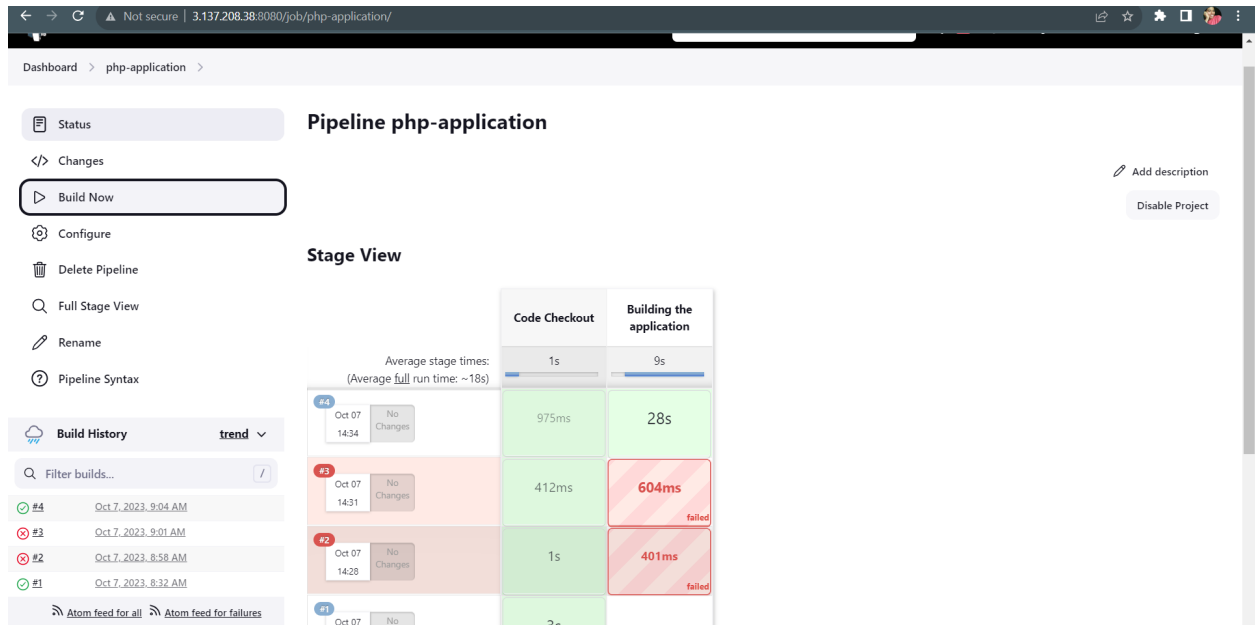 Not secure | 3.137.208.38:8080/job/php-application/
Dashboard > php-application >
Status
Changes
Build Now
Configure
Delete Pipeline
Full Stage View
Rename
Pipeline Syntax
Build History trend
Filter builds... /
#4 Oct 7, 2023, 9:04 AM
#3 Oct 7, 2023, 9:01 AM
#2 Oct 7, 2023, 8:58 AM
#1 Oct 7, 2023, 8:32 AM
Atom feed for all Atom feed for failures
Pipeline php-application
Add description
Disable Project
Stage View
Code Checkout
Building the
application
Average stage times: 1s 9s
(Average full run time: ~18s)
#4
Oct 07 No
14:34 Changes
975ms 28s
#3
Oct 07 No
14:31 Changes
412ms 604ms
failed
#2
Oct 07 No
14:28 Changes
1s 401ms
failed
#1
Oct 07 No